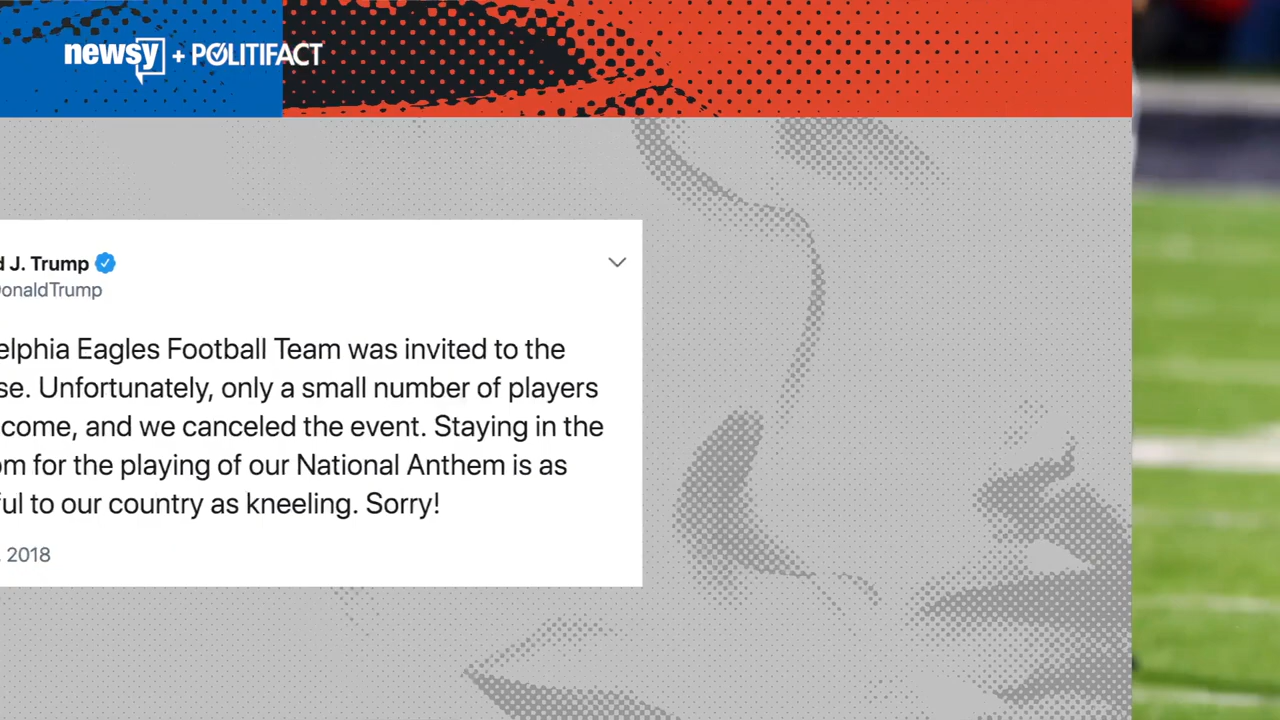 newsy + POLITIFACT
d J. Trump
onaldTrump
elphia Eagles Football Team was invited to the
se. Unfortunately, only a small number of players
come, and we canceled the event. Staying in the
om for the playing of our National Anthem is as
ful to our country as kneeling. Sorry!
, 2018